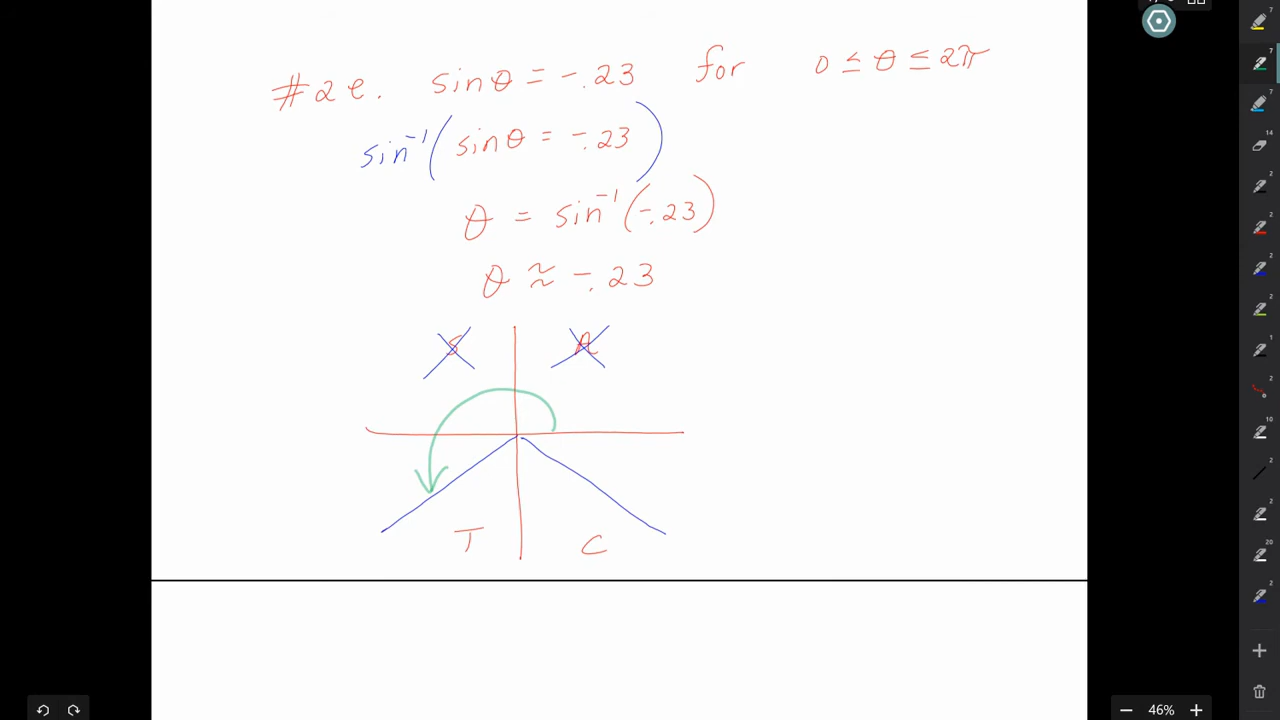 #2e. sinθ = -.23 for 0 ≤ θ ≤ 2π
sin⁻¹(sinθ = -.23)
θ = sin⁻¹(-.23)
θ ≈ -.23
S A
T C
46%